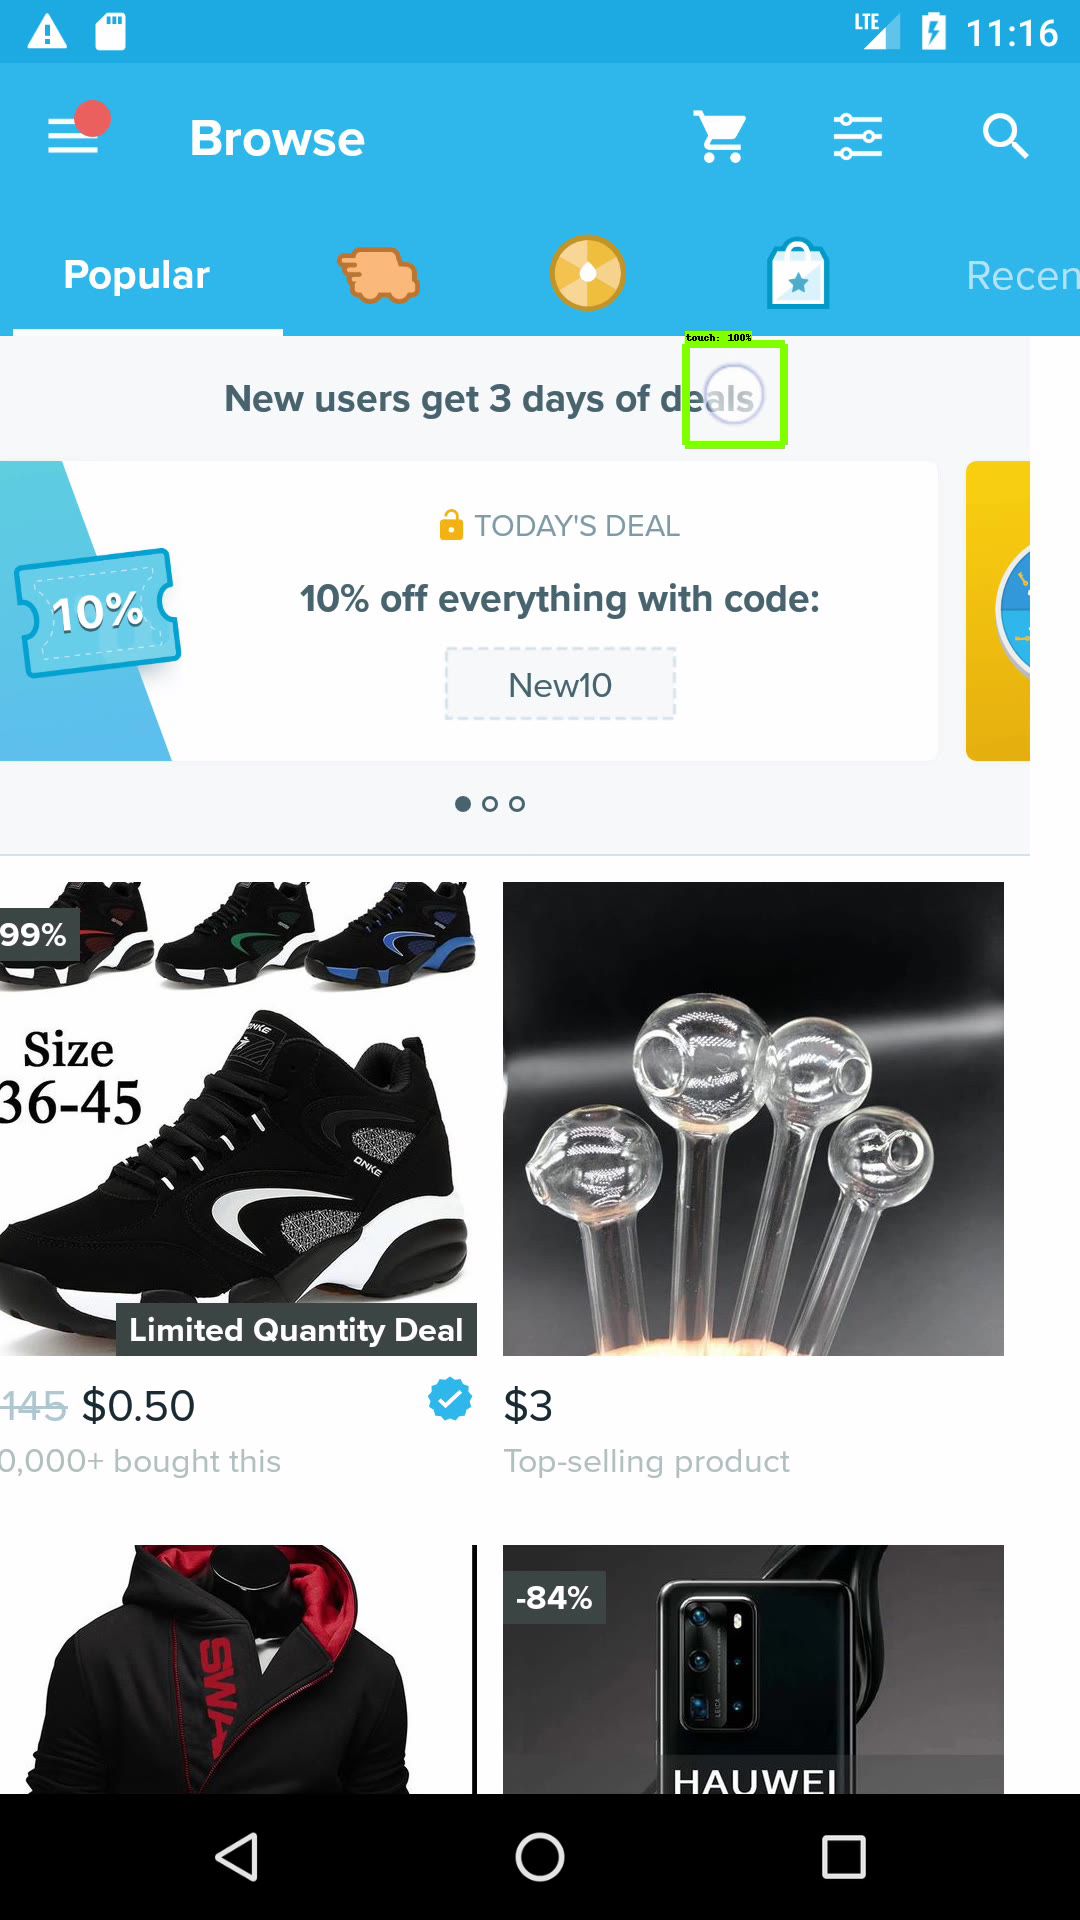 LTE 11:16
Browse
Popular
Recen
touch: 100%
New users get 3 days of deals
TODAY'S DEAL
10%
10% off everything with code:
New10
99%
ONKE
Size
36-45
ONKE
Limited Quantity Deal
145 $0.50
$3
0,000+ bought this
Top-selling product
-84%
SWA
LEICA
HAUWEI